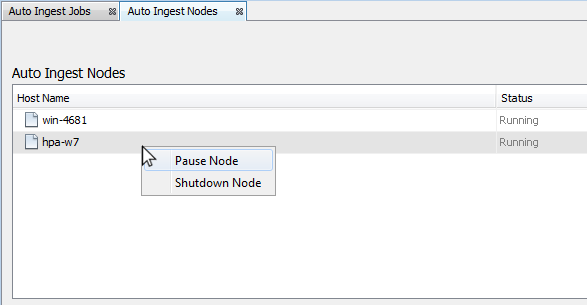 Auto Ingest Jobs Auto Ingest Nodes
Auto Ingest Nodes
Host Name Status
win-4681 Running
hpa-w7 Running
Pause Node
Shutdown Node